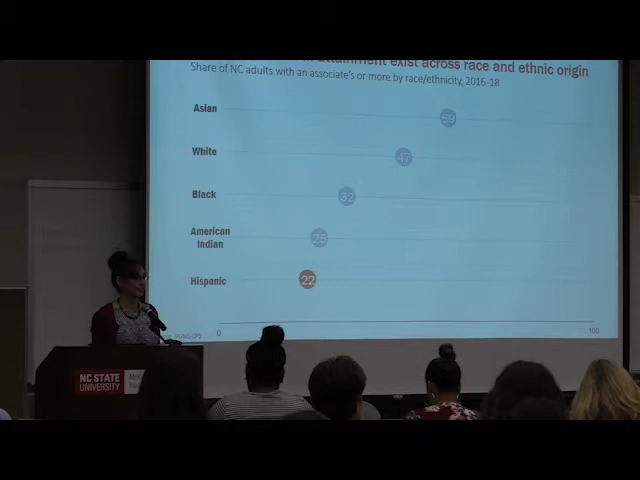 attainment exist across race and ethnic origin
Share of NC adults with an associate's or more by race/ethnicity, 2016-18
Asian
59
White
47
Black
32
American
Indian
25
Hispanic
22
0
100
NC STATE
UNIVERSITY